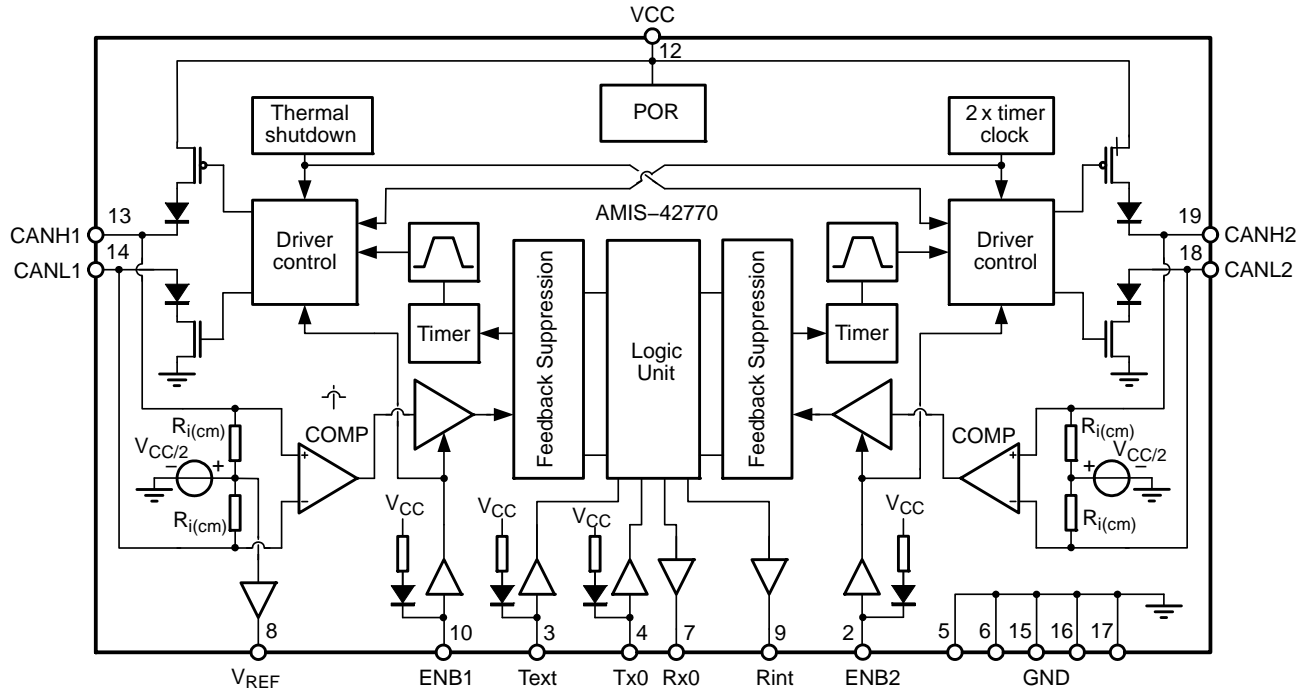 VCC
12
Thermal
shutdown
POR
2 x timer
clock
AMIS–42770
13
CANH1
14
CANL1
19
CANH2
18
CANL2
Driver
control
Driver
control
Timer
Feedback Suppression
Logic
Unit
Feedback Suppression
Timer
COMP
COMP
Ri(cm)
VCC/2
– +
Ri(cm)
+
–
Ri(cm)
VCC/2
+ –
Ri(cm)
+
–
VCC
VCC
VCC
VCC
8
10
3
4
7
9
2
5
6
15
16
17
VREF
ENB1
Text
Tx0
Rx0
Rint
ENB2
GND